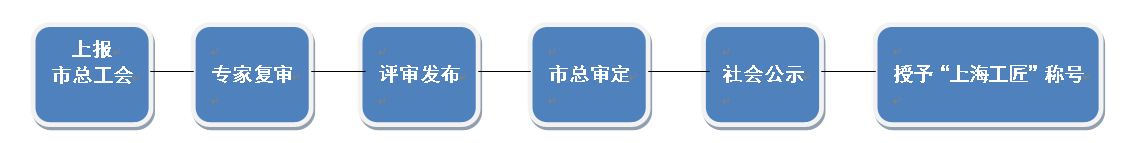 上报
市总工会
专家复审
评审发布
市总审定
社会公示
授予“上海工匠”称号